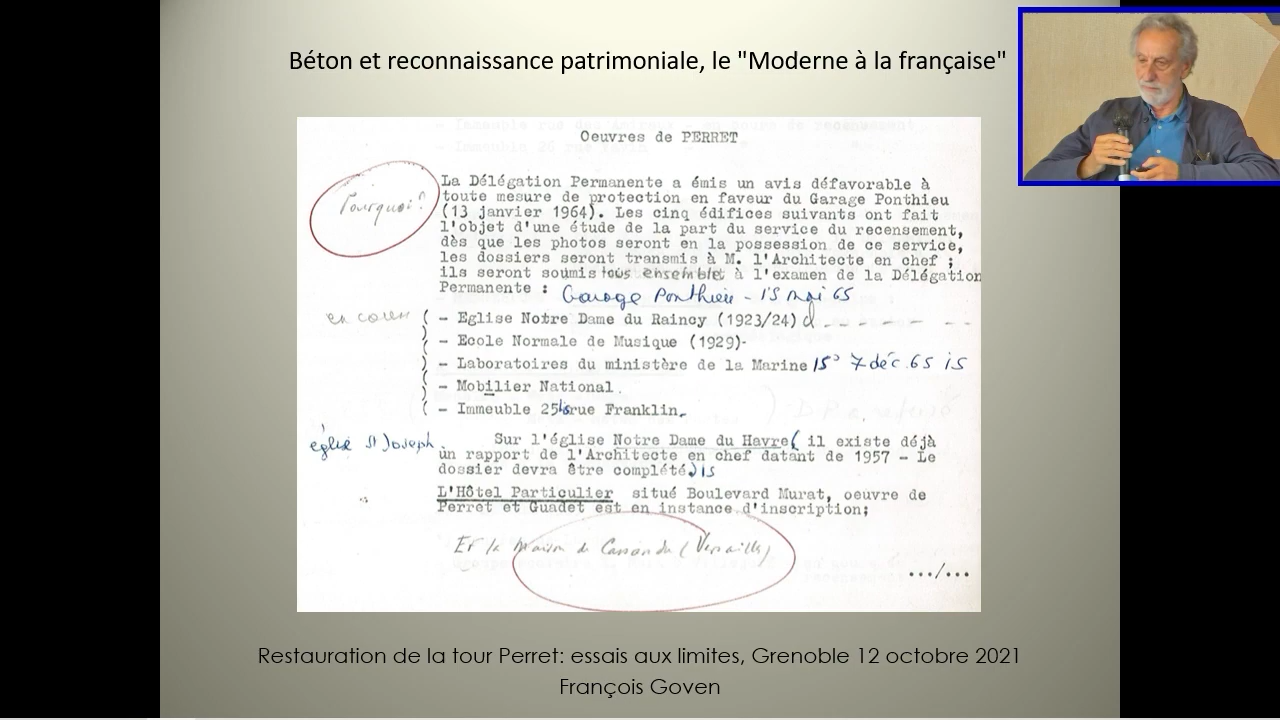 Béton et reconnaissance patrimoniale, le "Moderne à la française"
Oeuvres de PERRET
Pourquoi?
La Délégation Permanente a émis un avis défavorable à
toute mesure de protection en faveur du Garage Ponthieu
(13 janvier 1964). Les cinq édifices suivants ont fait
l'objet d'une étude de la part du service du recensement,
dès que les photos seront en la possession de ce service,
les dossiers seront transmis à M. l'Architecte en chef ;
ils seront soumis tous ensemble à l'examen de la Délégation
Permanente : Garage Ponthieu - 15 mai 65
en cours
- Eglise Notre Dame du Raincy (1923/24)
- Ecole Normale de Musique (1929)-
- Laboratoires du ministère de la Marine 15° 7 déc. 65 is
- Mobilier National.
- Immeuble 25bis rue Franklin
église St Joseph.
Sur l'église Notre Dame du Havre( il existe déjà
un rapport de l'Architecte en chef datant de 1957 - Le
dossier devra être complété) is
L'Hôtel Particulier situé Boulevard Murat, oeuvre de
Perret et Guadet est en instance d'inscription;
Et la Maison de Cassandre (Versailles)
.../...
Restauration de la tour Perret: essais aux limites, Grenoble 12 octobre 2021
François Goven